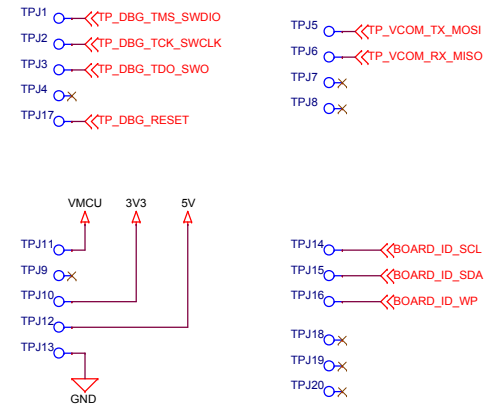 TPJ1 TP_DBG_TMS_SWDIO
TPJ2 TP_DBG_TCK_SWCLK
TPJ3 TP_DBG_TDO_SWO
TPJ4
TPJ17 TP_DBG_RESET
TPJ5 TP_VCOM_TX_MOSI
TPJ6 TP_VCOM_RX_MISO
TPJ7
TPJ8
VMCU 3V3 5V
TPJ11
TPJ9
TPJ10
TPJ12
TPJ13
GND
TPJ14 BOARD_ID_SCL
TPJ15 BOARD_ID_SDA
TPJ16 BOARD_ID_WP
TPJ18
TPJ19
TPJ20